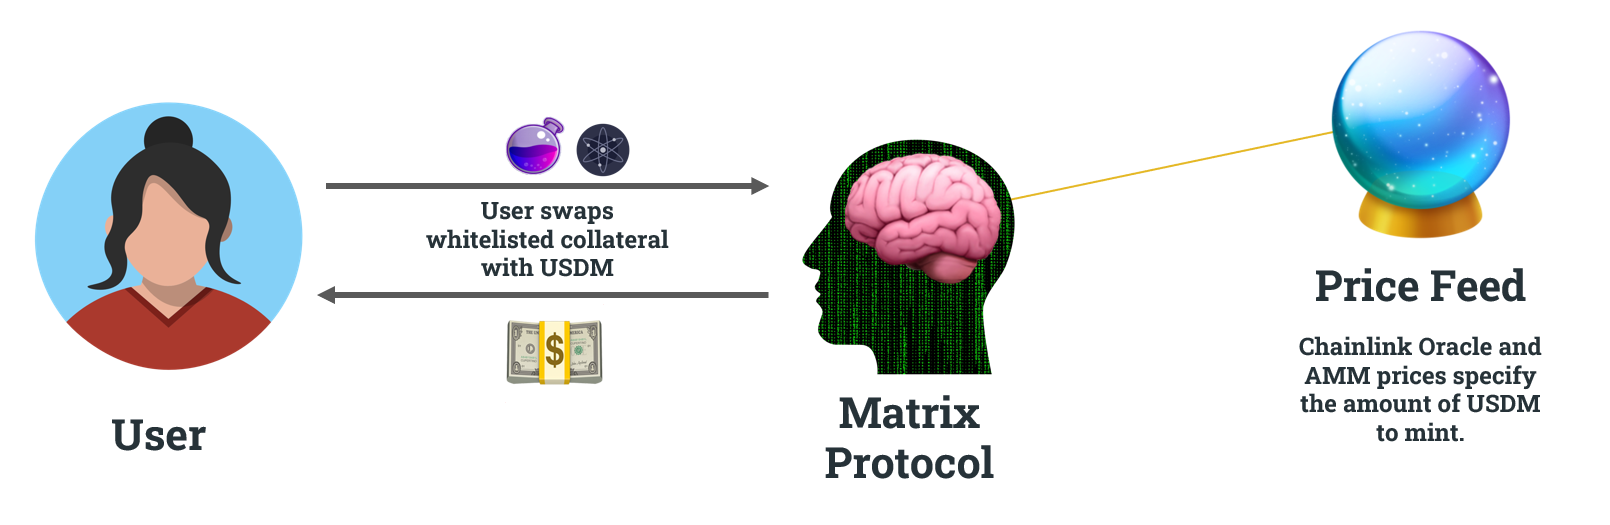 User swaps
whitelisted collateral
with USDM
$
User
Matrix
Protocol
Price Feed
Chainlink Oracle and
AMM prices specify
the amount of USDM
to mint.